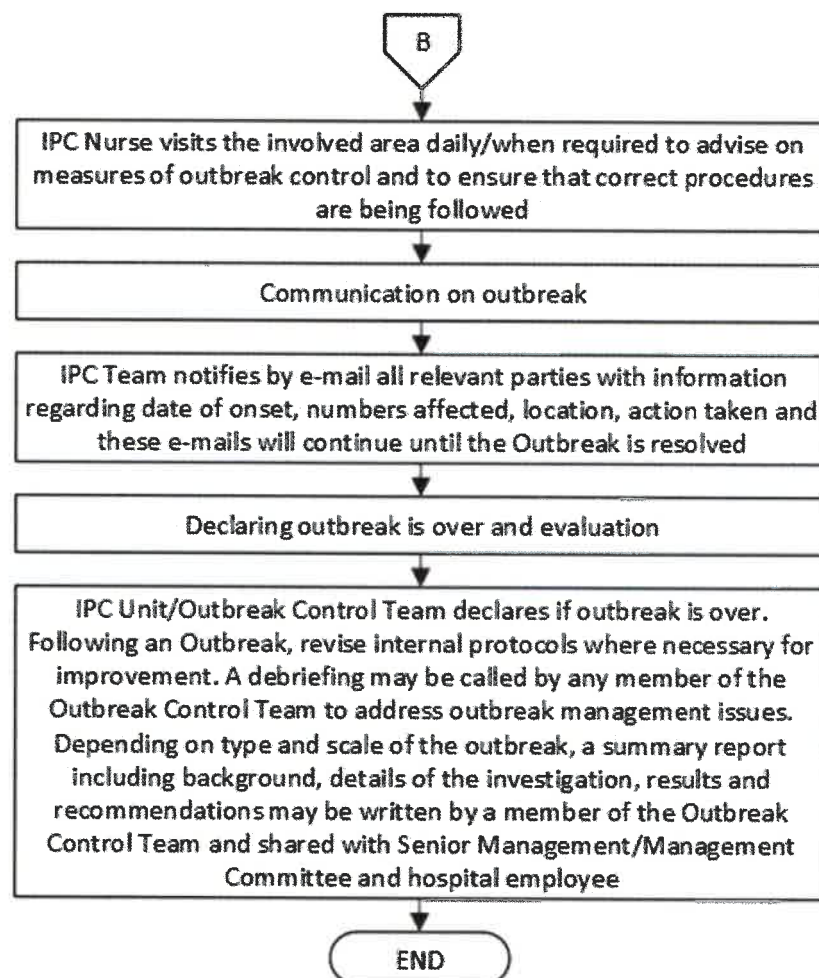 B
IPC Nurse visits the involved area daily/when required to advise on
measures of outbreak control and to ensure that correct procedures
are being followed
Communication on outbreak
IPC Team notifies by e-mail all relevant parties with information
regarding date of onset, numbers affected, location, action taken and
these e-mails will continue until the Outbreak is resolved
Declaring outbreak is over and evaluation
IPC Unit/Outbreak Control Team declares if outbreak is over.
Following an Outbreak, revise internal protocols where necessary for
improvement. A debriefing may be called by any member of the
Outbreak Control Team to address outbreak management issues.
Depending on type and scale of the outbreak, a summary report
including background, details of the investigation, results and
recommendations may be written by a member of the Outbreak
Control Team and shared with Senior Management/Management
Committee and hospital employee
END